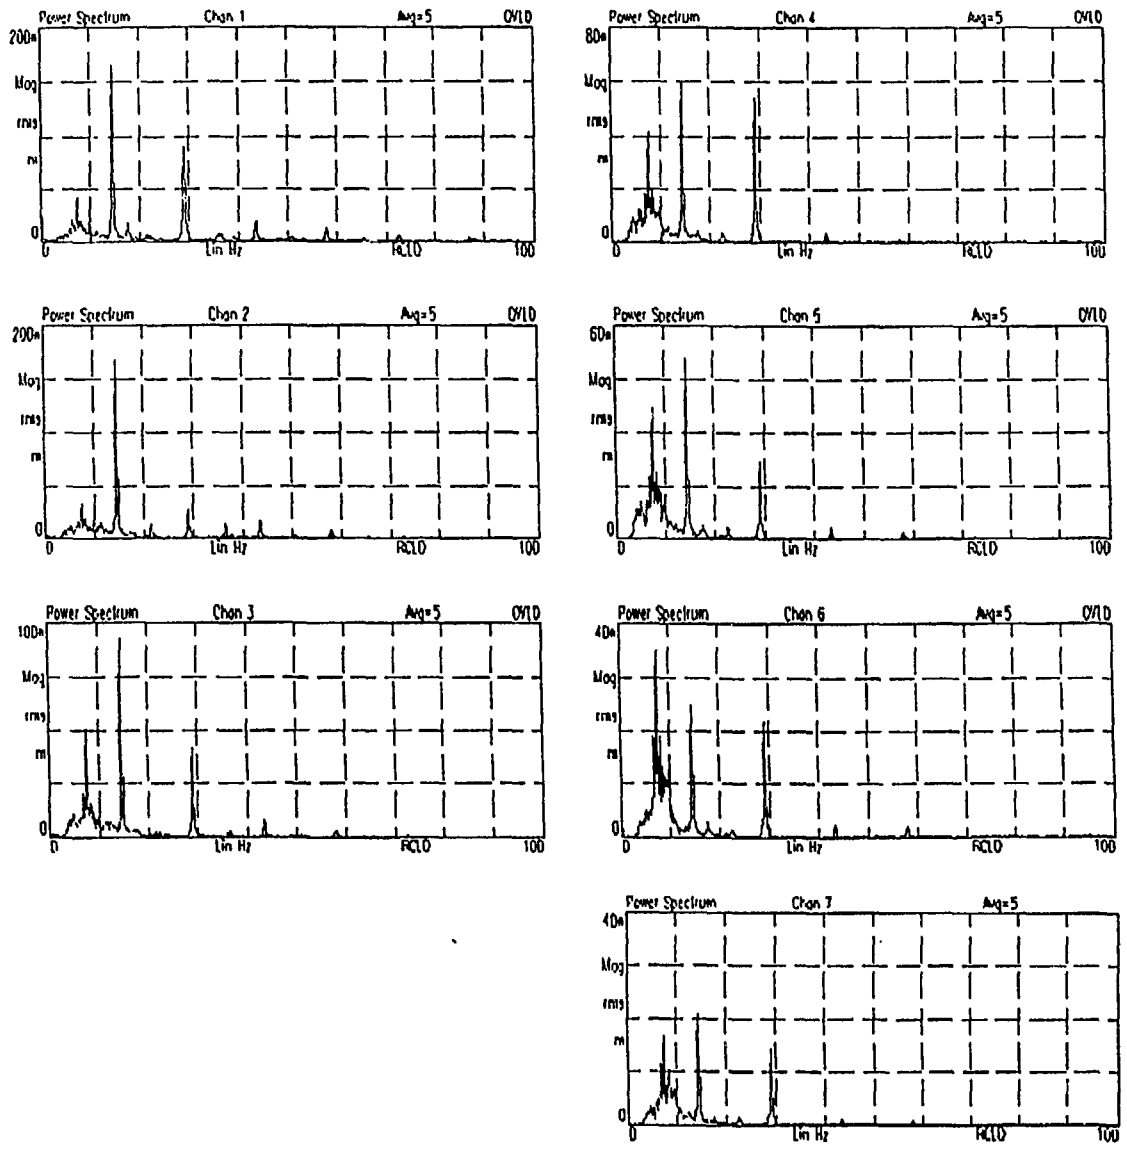 Power Spectrum Chan 1 Avg=5 OVLD
200m
Mag
rms
m
0
0 Lin Hz RCLD 100
Power Spectrum Chan 4 Avg=5 OVLD
80m
Mag
rms
m
0
0 Lin Hz RCLD 100
Power Spectrum Chan 2 Avg=5 OVLD
200m
Mag
rms
m
0
0 Lin Hz RCLD 100
Power Spectrum Chan 5 Avg=5 OVLD
60m
Mag
rms
m
0
0 Lin Hz RCLD 100
Power Spectrum Chan 3 Avg=5 OVLD
100m
Mag
rms
m
0
0 Lin Hz RCLD 100
Power Spectrum Chan 6 Avg=5 OVLD
40m
Mag
rms
m
0
0 Lin Hz RCLD 100
Power Spectrum Chan 7 Avg=5
40m
Mag
rms
m
0
0 Lin Hz RCLD 100